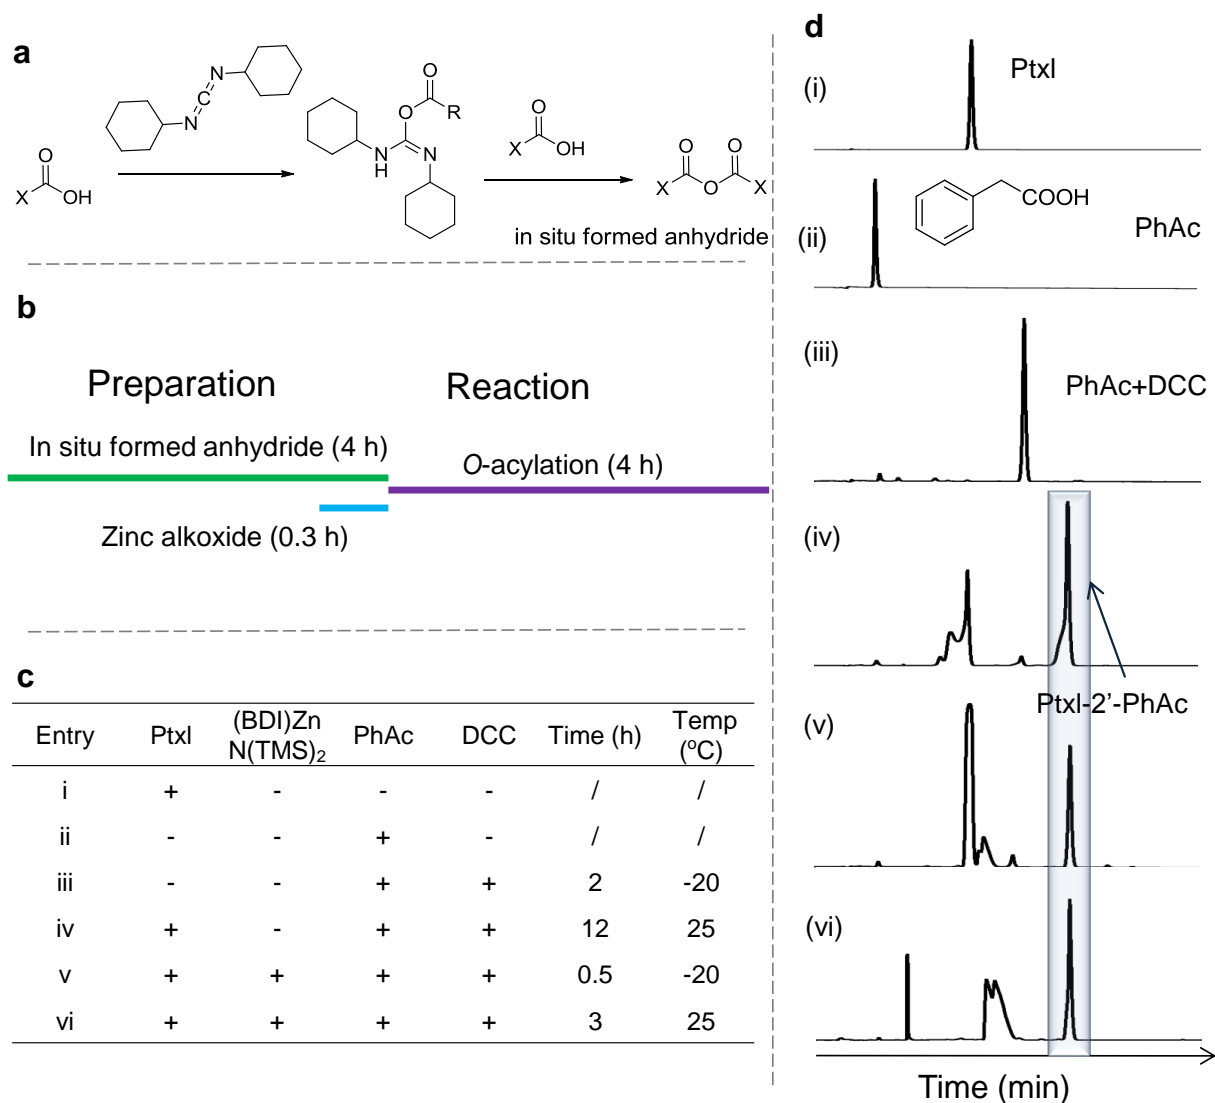 a
N
C
N
X
O
OH
O
O
R
N
H
N
X
O
OH
X
O
O
O
X
in situ formed anhydride
b
Preparation
Reaction
In situ formed anhydride (4 h)
O-acylation (4 h)
Zinc alkoxide (0.3 h)
c
Entry Ptxl (BDI)Zn N(TMS)₂ PhAc DCC Time (h) Temp (ºC)
i + - - - / /
ii - - + - / /
iii - - + + 2 -20
iv + - + + 12 25
v + + + + 0.5 -20
vi + + + + 3 25
d
(i)
Ptxl
(ii)
COOH
PhAc
(iii)
PhAc+DCC
(iv)
Ptxl-2’-PhAc
(v)
(vi)
Time (min)